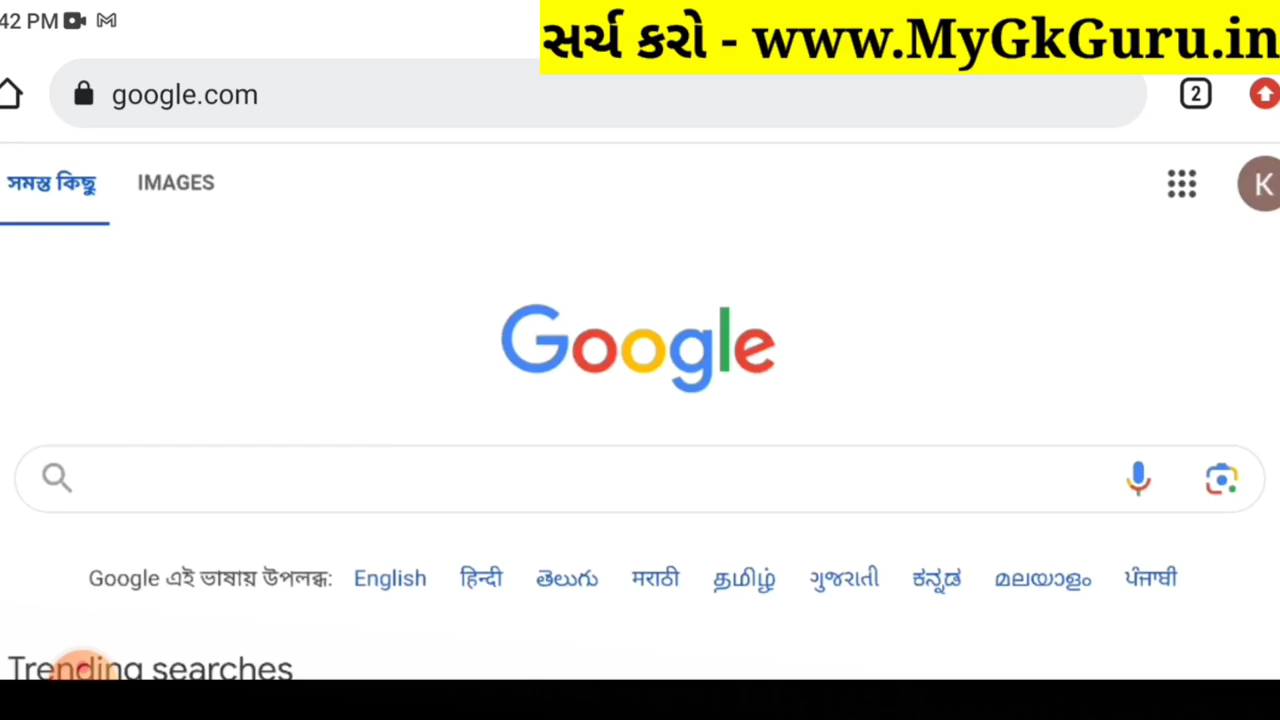 42 PM
સર્ચ કરો - www.MyGkGuru.in
google.com
2
সমস্ত কিছু IMAGES
K
Google
Google এই ভাষায় উপলব্ধ: English हिन्दी తెలుగు मराठी தமிழ் ગુજરાતી ಕನ್ನಡ മലയാളം ਪੰਜਾਬੀ
Trending searches